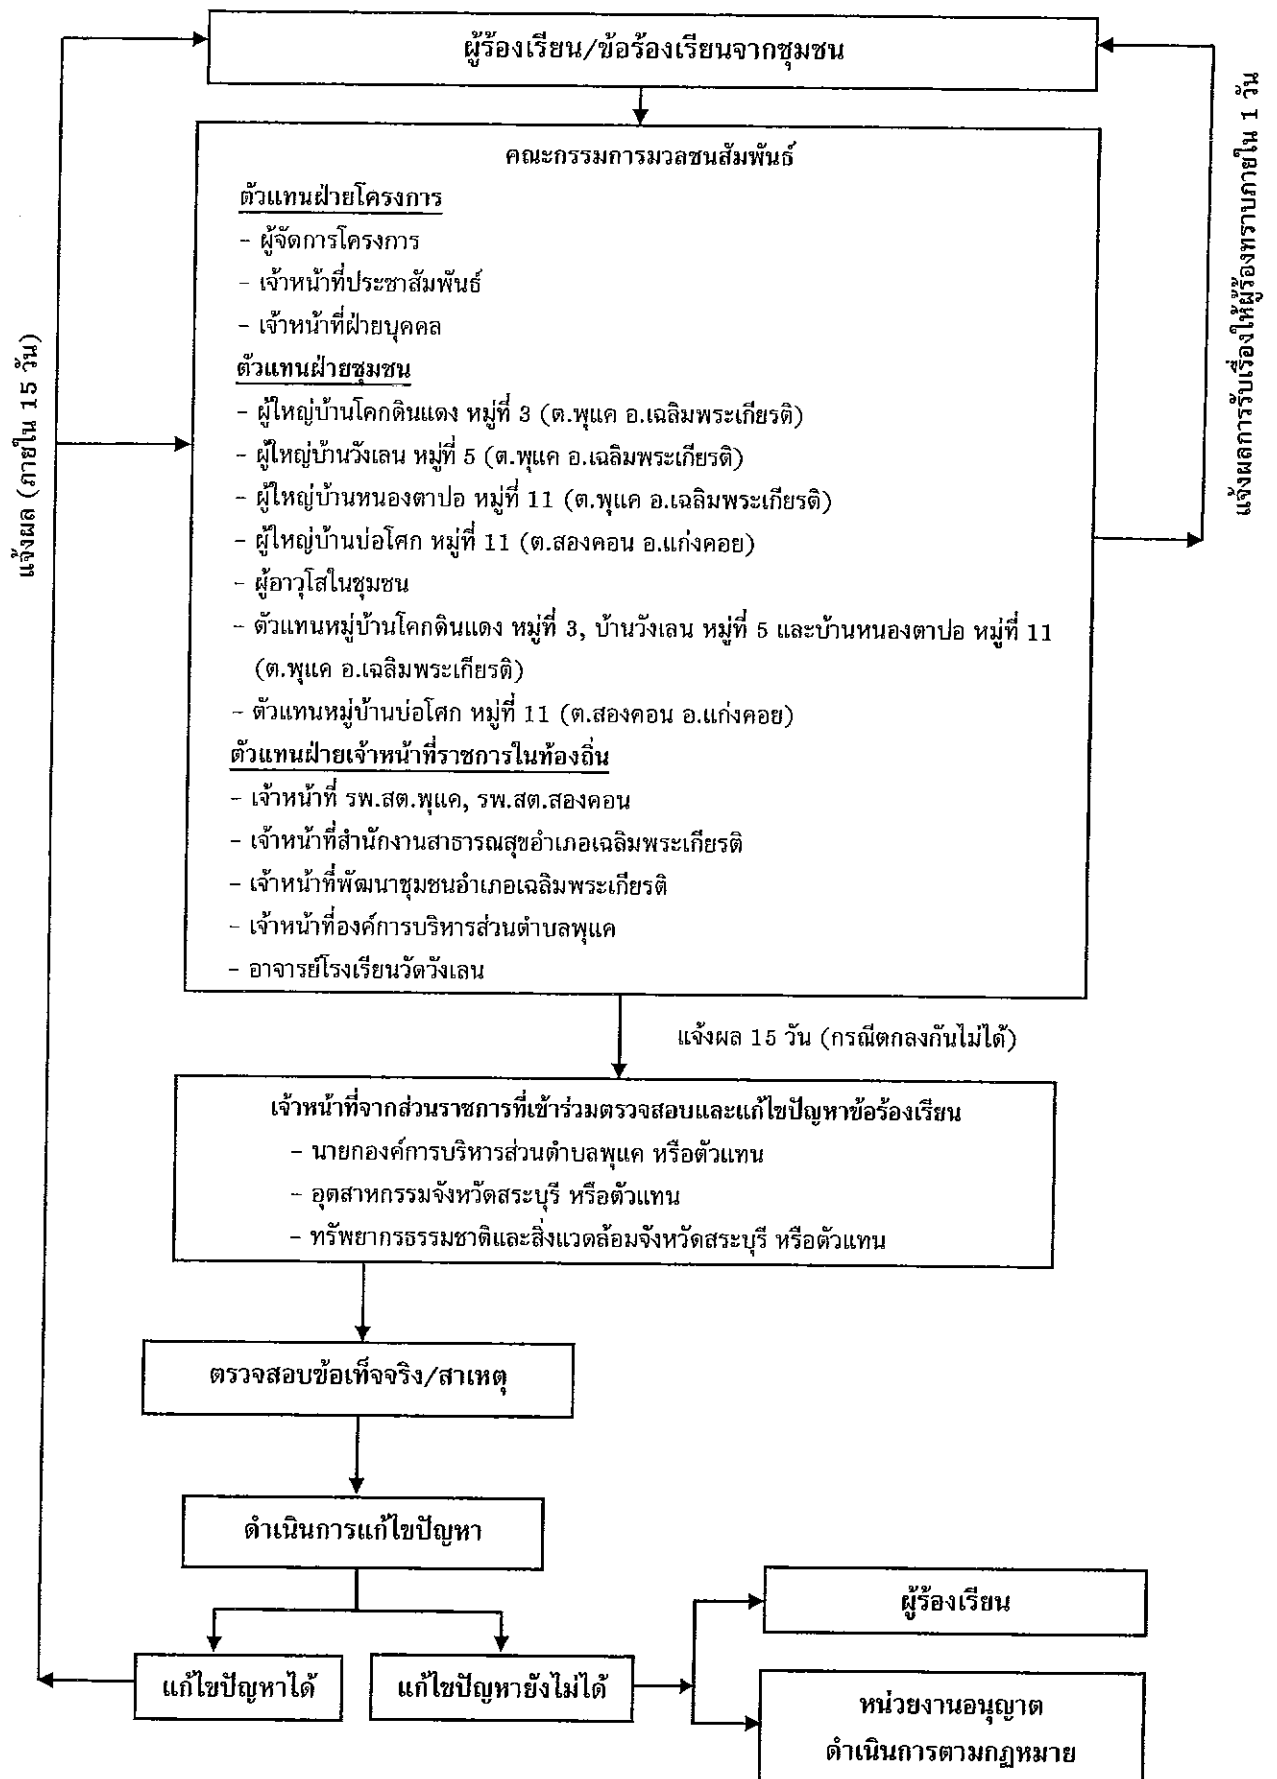 ผู้ร้องเรียน/ข้อร้องเรียนจากชุมชน
คณะกรรมการมวลชนสัมพันธ์
ตัวแทนฝ่ายโครงการ
- ผู้จัดการโครงการ
- เจ้าหน้าที่ประชาสัมพันธ์
- เจ้าหน้าที่ฝ่ายบุคคล
ตัวแทนฝ่ายชุมชน
- ผู้ใหญ่บ้านโคกดินแดง หมู่ที่ 3 (ต.พุแค อ.เฉลิมพระเกียรติ)
- ผู้ใหญ่บ้านวังเลน หมู่ที่ 5 (ต.พุแค อ.เฉลิมพระเกียรติ)
- ผู้ใหญ่บ้านหนองตาปอ หมู่ที่ 11 (ต.พุแค อ.เฉลิมพระเกียรติ)
- ผู้ใหญ่บ้านบ่อโศก หมู่ที่ 11 (ต.สองคอน อ.แก่งคอย)
- ผู้อาวุโสในชุมชน
- ตัวแทนหมู่บ้านโคกดินแดง หมู่ที่ 3, บ้านวังเลน หมู่ที่ 5 และบ้านหนองตาปอ หมู่ที่ 11
(ต.พุแค อ.เฉลิมพระเกียรติ)
- ตัวแทนหมู่บ้านบ่อโศก หมู่ที่ 11 (ต.สองคอน อ.แก่งคอย)
ตัวแทนฝ่ายเจ้าหน้าที่ราชการในท้องถิ่น
- เจ้าหน้าที่ รพ.สต.พุแค, รพ.สต.สองคอน
- เจ้าหน้าที่สำนักงานสาธารณสุขอำเภอเฉลิมพระเกียรติ
- เจ้าหน้าที่พัฒนาชุมชนอำเภอเฉลิมพระเกียรติ
- เจ้าหน้าที่องค์การบริหารส่วนตำบลพุแค
- อาจารย์โรงเรียนวัดวังเลน
แจ้งผล (ภายใน 15 วัน)
แจ้งผลการรับเรื่องให้ผู้ร้องทราบภายใน 1 วัน
แจ้งผล 15 วัน (กรณีตกลงกันไม่ได้)
เจ้าหน้าที่จากส่วนราชการที่เข้าร่วมตรวจสอบและแก้ไขปัญหาข้อร้องเรียน
- นายกองค์การบริหารส่วนตำบลพุแค หรือตัวแทน
- อุตสาหกรรมจังหวัดสระบุรี หรือตัวแทน
- ทรัพยากรธรรมชาติและสิ่งแวดล้อมจังหวัดสระบุรี หรือตัวแทน
ตรวจสอบข้อเท็จจริง/สาเหตุ
ดำเนินการแก้ไขปัญหา
แก้ไขปัญหาได้
แก้ไขปัญหายังไม่ได้
ผู้ร้องเรียน
หน่วยงานอนุญาต
ดำเนินการตามกฎหมาย